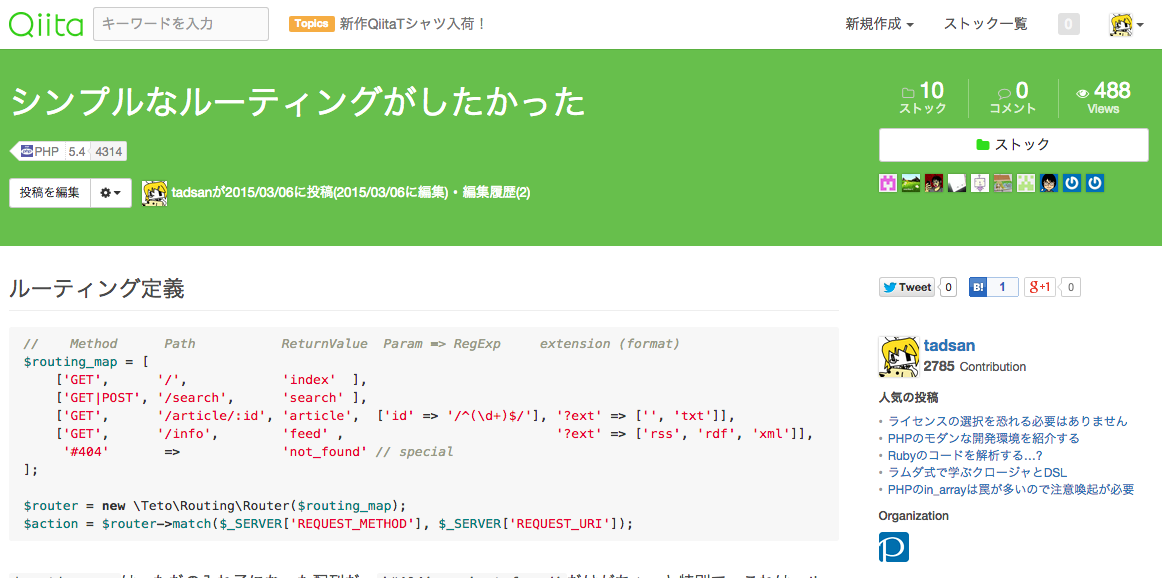 Qiita キーワードを入力 Topics 新作QiitaTシャツ入荷！ 新規作成 ストック一覧 0
シンプルなルーティングがしたかった
10 ストック
0 コメント
488 Views
ストック
PHP 5.4 4314
投稿を編集 tadsanが2015/03/06に投稿(2015/03/06に編集)・編集履歴(2)
ルーティング定義
//    Method      Path           ReturnValue  Param => RegExp     extension (format)
$routing_map = [
    ['GET',      '/',            'index'  ],
    ['GET|POST', '/search',      'search' ],
    ['GET',      '/article/:id', 'article',  ['id' => '/^(\d+)$/'], '?ext' => ['', 'txt']],
    ['GET',      '/info',        'feed' ,                           '?ext' => ['rss', 'rdf', 'xml']],
     '#404'       =>             'not_found' // special
];
$router = new \Teto\Routing\Router($routing_map);
$action = $router->match($_SERVER['REQUEST_METHOD'], $_SERVER['REQUEST_URI']);
Tweet 0 B! 1 g+1 0
tadsan
2785 Contribution
人気の投稿
・ライセンスの選択を恐れる必要はありません
・PHPのモダンな開発環境を紹介する
・Rubyのコードを解析する...?
・ラムダ式で学ぶクロージャとDSL
・PHPのin_arrayは罠が多いので注意喚起が必要
Organization